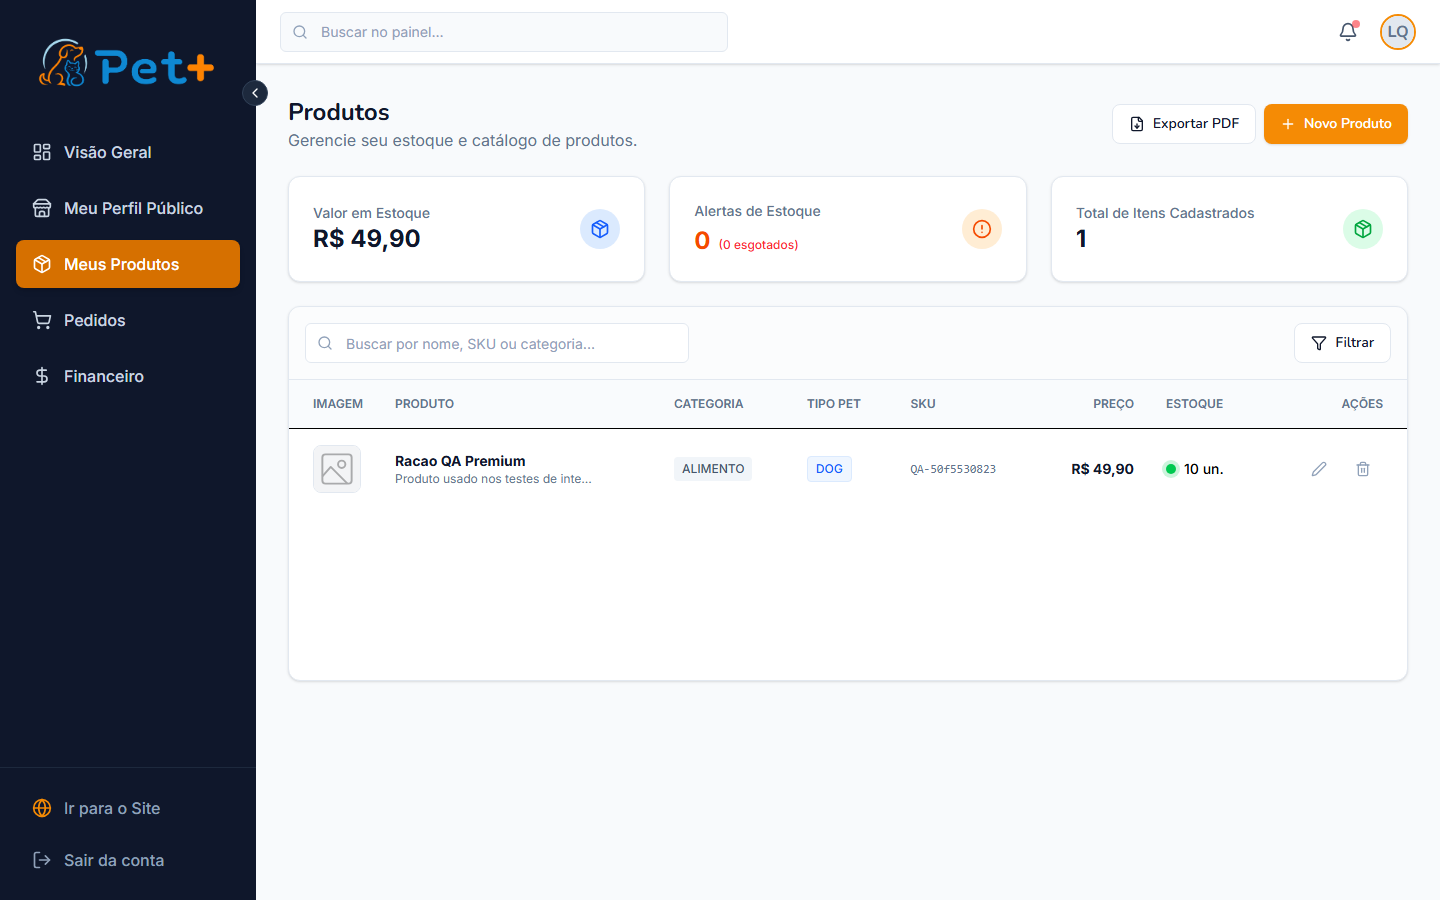 Pet+
Buscar no painel...
LQ
Visão Geral
Meu Perfil Público
Meus Produtos
Pedidos
Financeiro
Ir para o Site
Sair da conta
Produtos
Gerencie seu estoque e catálogo de produtos.
Exportar PDF
Novo Produto
Valor em Estoque
R$ 49,90
Alertas de Estoque
0 (0 esgotados)
Total de Itens Cadastrados
1
Buscar por nome, SKU ou categoria...
Filtrar
IMAGEM PRODUTO CATEGORIA TIPO PET SKU PREÇO ESTOQUE AÇÕES
Racao QA Premium
Produto usado nos testes de inte...
ALIMENTO DOG QA-50f5530823 R$ 49,90 10 un.